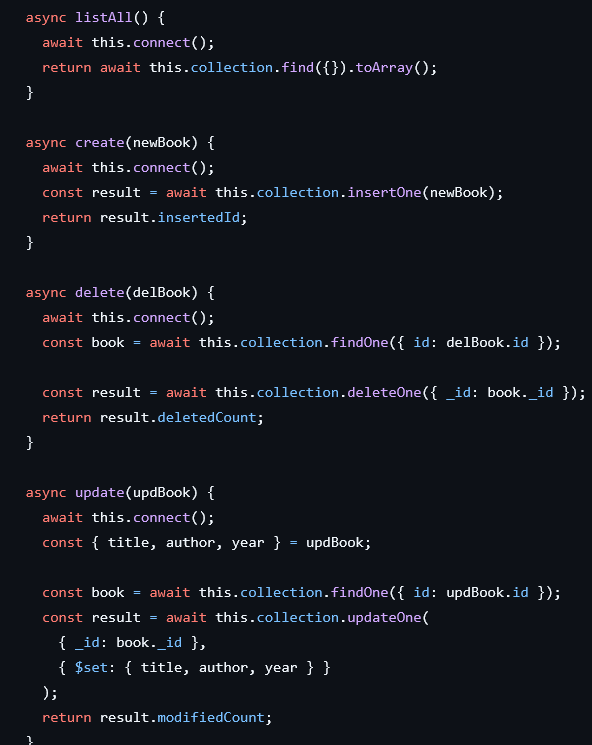 async listAll() {
await this.connect();
return await this.collection.find({}).toArray();
}
async create(newBook) {
await this.connect();
const result = await this.collection.insertOne(newBook);
return result.insertedId;
}
async delete(delBook) {
await this.connect();
const book = await this.collection.findOne({ id: delBook.id });
const result = await this.collection.deleteOne({ _id: book._id });
return result.deletedCount;
}
async update(updBook) {
await this.connect();
const { title, author, year } = updBook;
const book = await this.collection.findOne({ id: updBook.id });
const result = await this.collection.updateOne(
{ _id: book._id },
{ $set: { title, author, year } }
);
return result.modifiedCount;
}